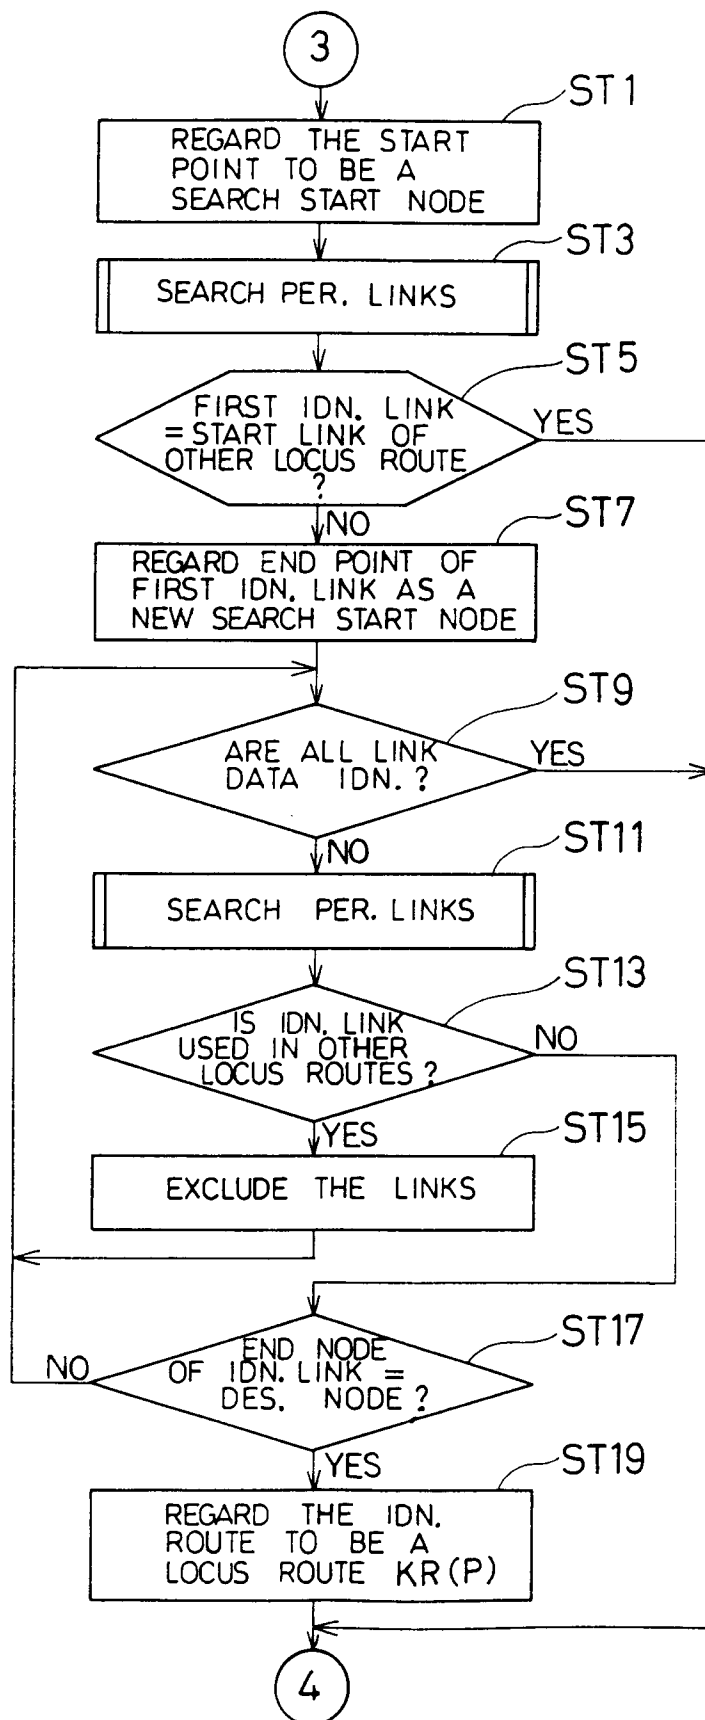 3
ST1
REGARD THE START
POINT TO BE A
SEARCH START NODE
ST3
SEARCH PER. LINKS
ST5
FIRST IDN. LINK
=START LINK OF
OTHER LOCUS ROUTE
?
YES
NO
ST7
REGARD END POINT OF
FIRST IDN. LINK AS A
NEW SEARCH START NODE
ST9
ARE ALL LINK
DATA IDN. ?
YES
NO
ST11
SEARCH PER. LINKS
ST13
IS IDN. LINK
USED IN OTHER
LOCUS ROUTES ?
NO
YES
ST15
EXCLUDE THE LINKS
ST17
END NODE
OF IDN. LINK =
DES. NODE ?
NO
YES
ST19
REGARD THE IDN.
ROUTE TO BE A
LOCUS ROUTE KR(P)
4